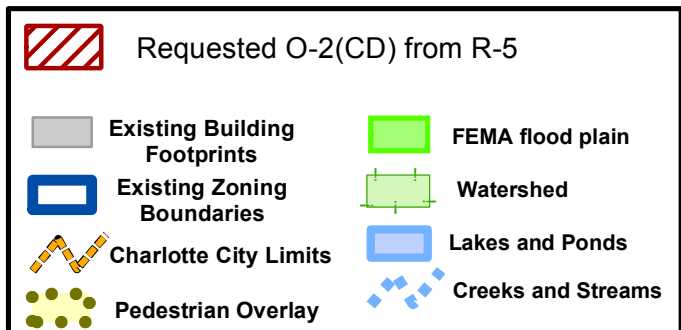 Requested O-2(CD) from R-5
Existing Building
Footprints
Existing Zoning
Boundaries
Charlotte City Limits
Pedestrian Overlay
FEMA flood plain
Watershed
Lakes and Ponds
Creeks and Streams